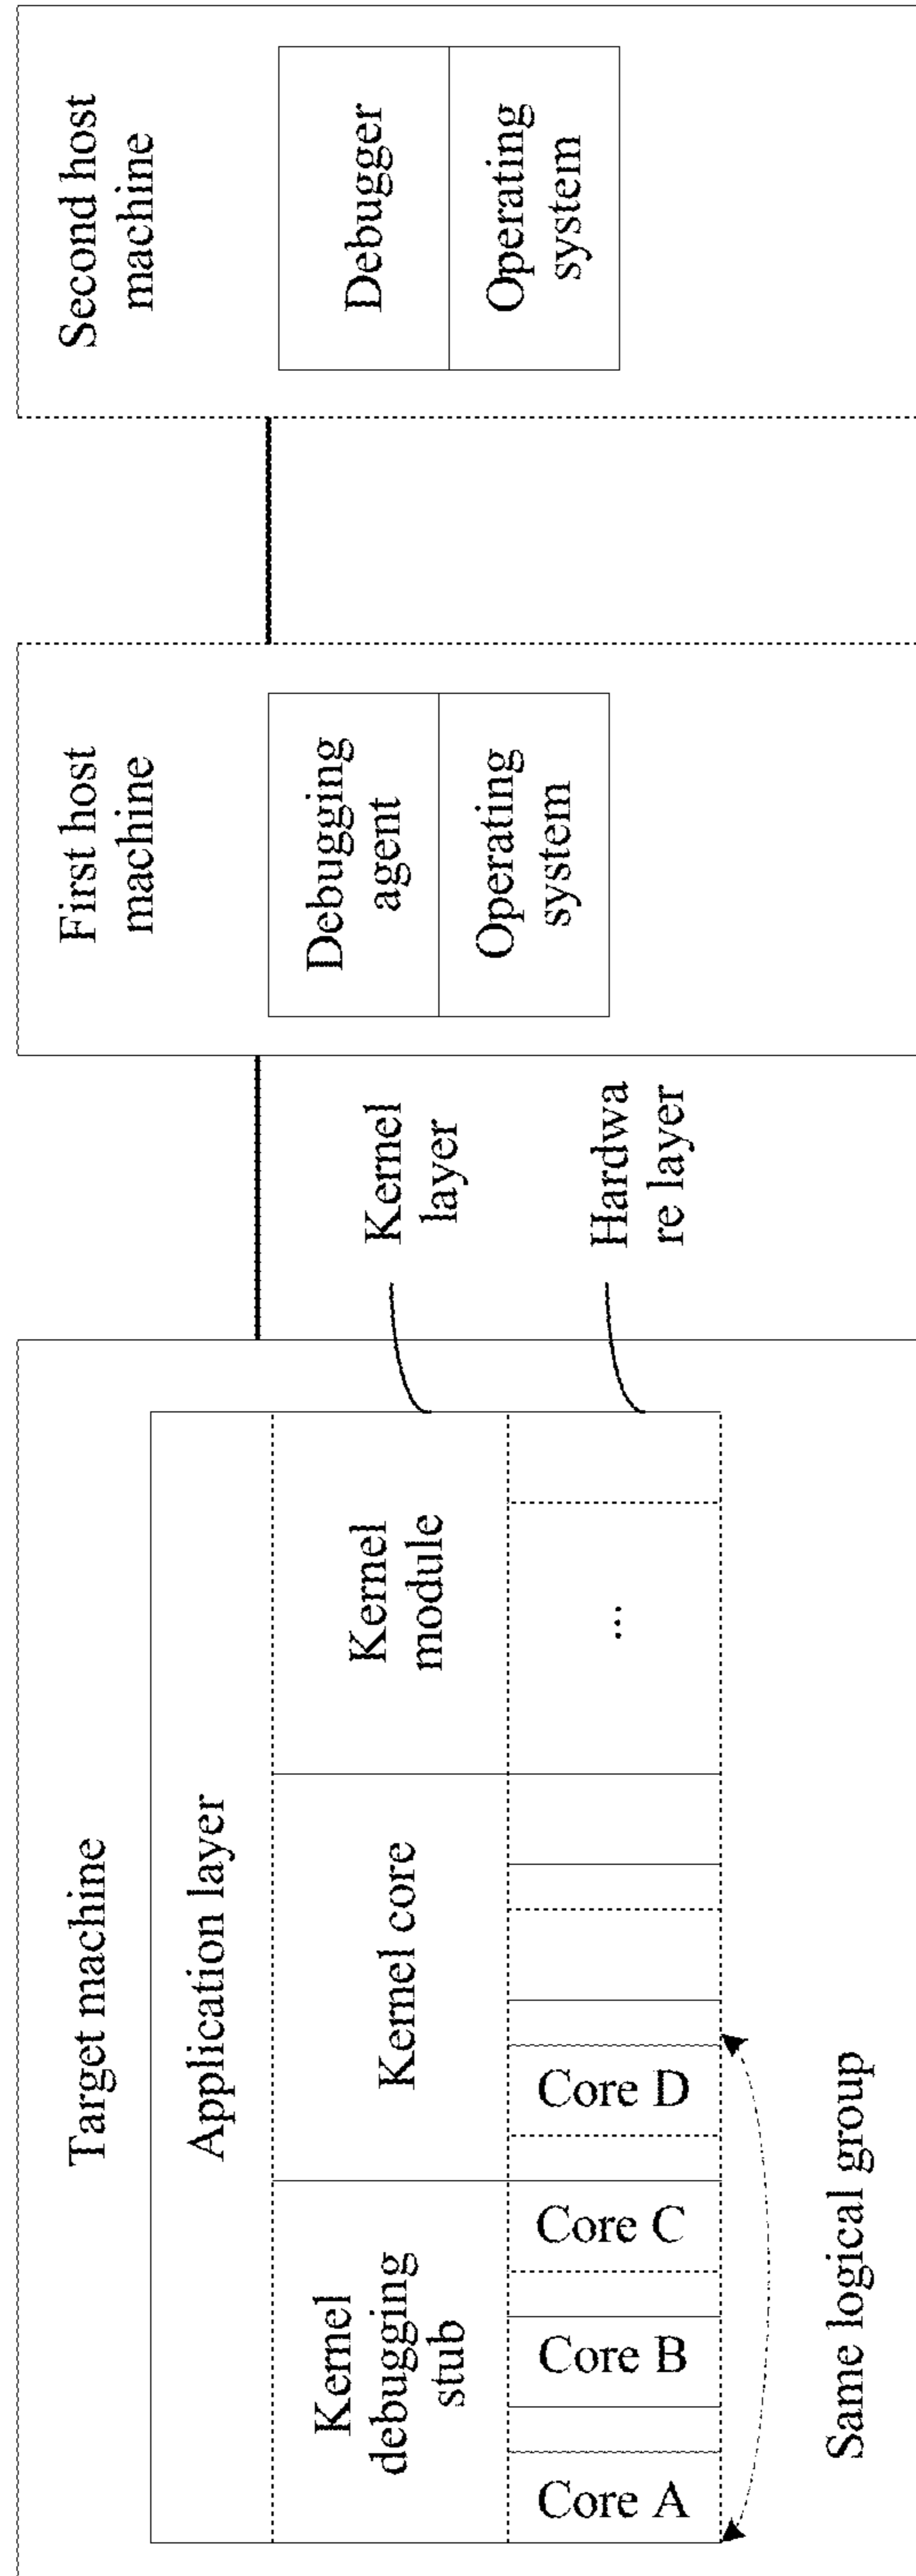 Target machine
Application layer
Kernel
debugging
stub
Kernel core
Kernel
module
Core A
Core B
Core C
Core D
...
Same logical group
Kernel
layer
Hardwa
re layer
First host
machine
Debugging
agent
Operating
system
Second host
machine
Debugger
Operating
system